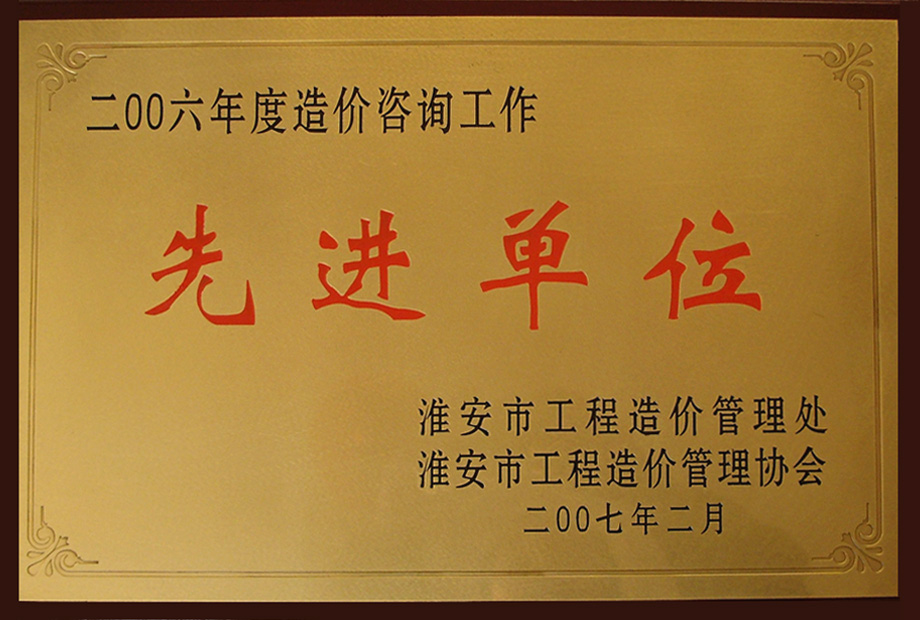 二00六年度造价咨询工作
先进单位
淮安市工程造价管理处
淮安市工程造价管理协会
二00七年二月